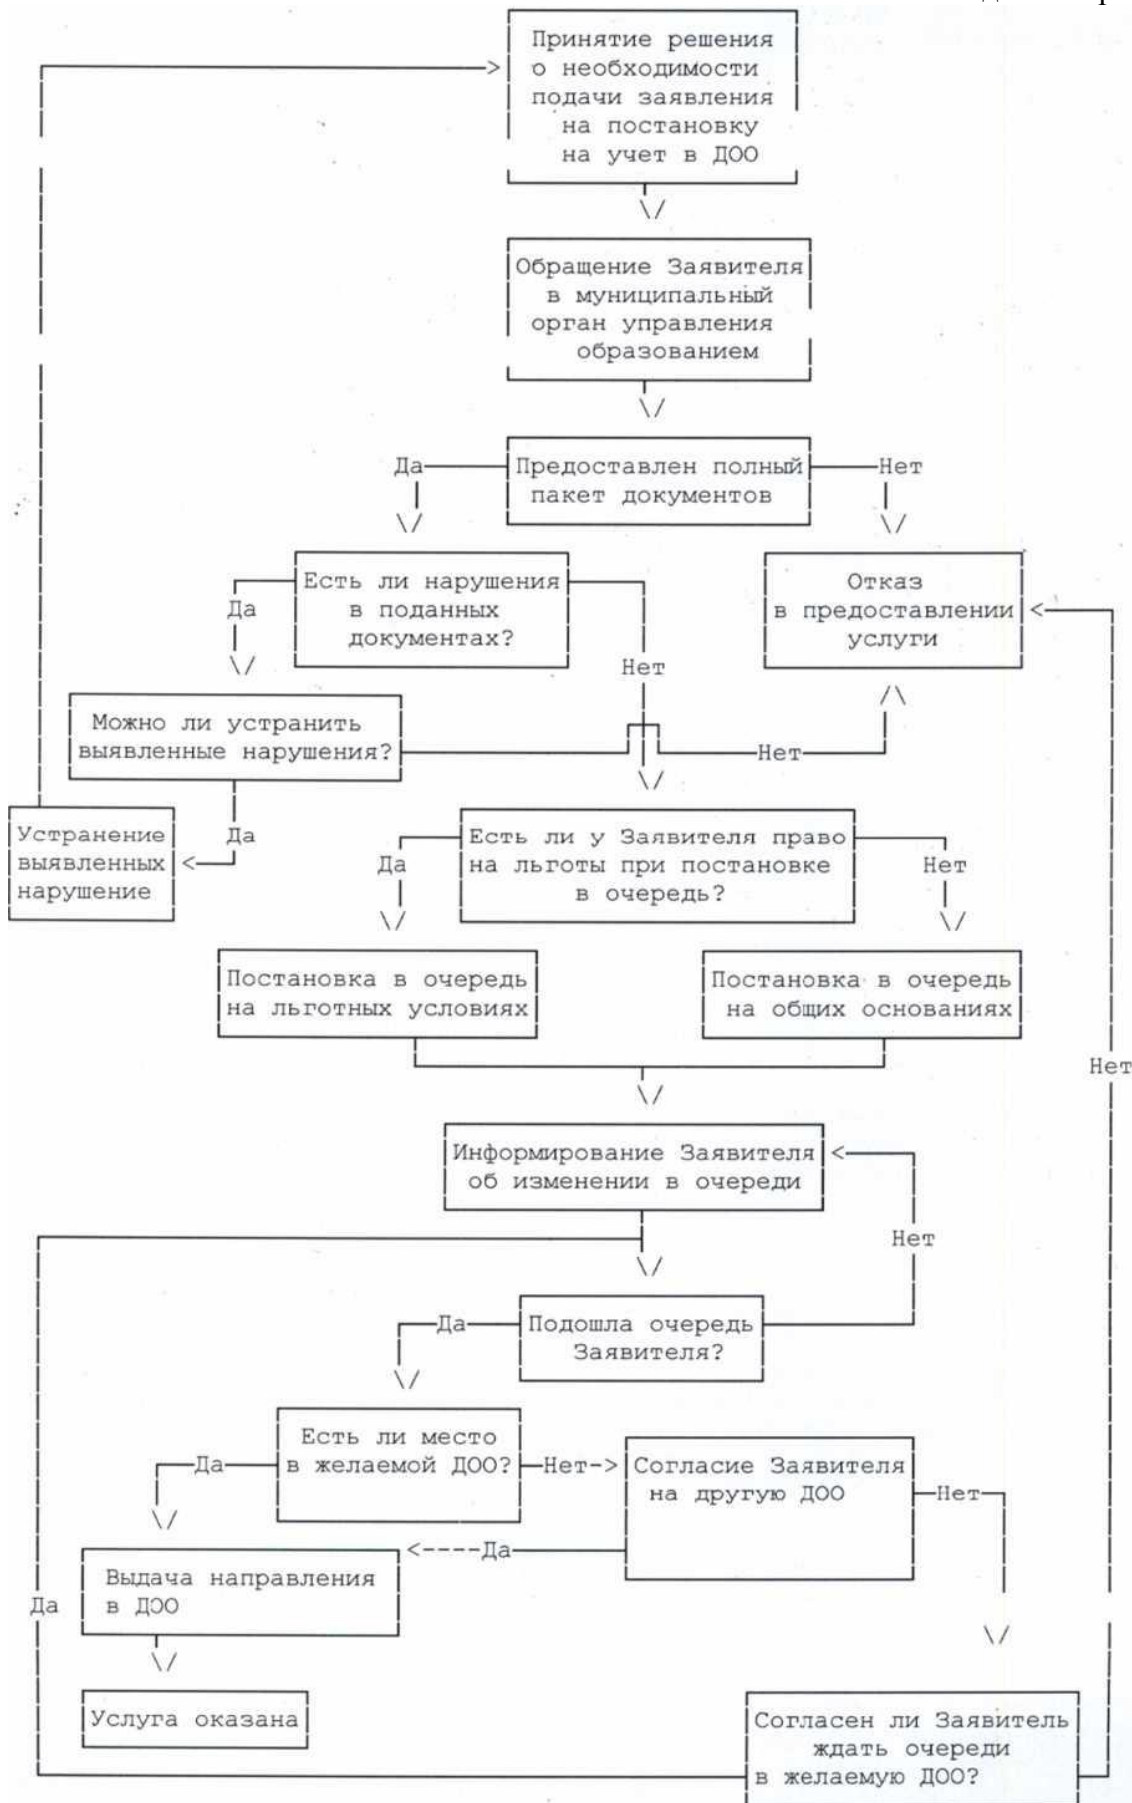 Принятие решения
о необходимости
подачи заявления
на постановку
на учет в ДОО
Обращение Заявителя
в муниципальный
орган управления
образованием
Да
Предоставлен полный
пакет документов
Нет
Есть ли нарушения
в поданных
документах?
Да
Нет
Отказ
в предоставлении
услуги
Можно ли устранить
выявленные нарушения?
Нет
Да
Устранение
выявленных
нарушение
Есть ли у Заявителя право
на льготы при постановке
в очередь?
Да
Нет
Постановка в очередь
на льготных условиях
Постановка в очередь
на общих основаниях
Нет
Информирование Заявителя
об изменении в очереди
Нет
Да
Подошла очередь
Заявителя?
Есть ли место
в желаемой ДОО?
Да
Нет
Согласие Заявителя
на другую ДОО
Нет
Да
Выдача направления
в ДОО
Да
Услуга оказана
Согласен ли Заявитель
ждать очереди
в желаемую ДОО?